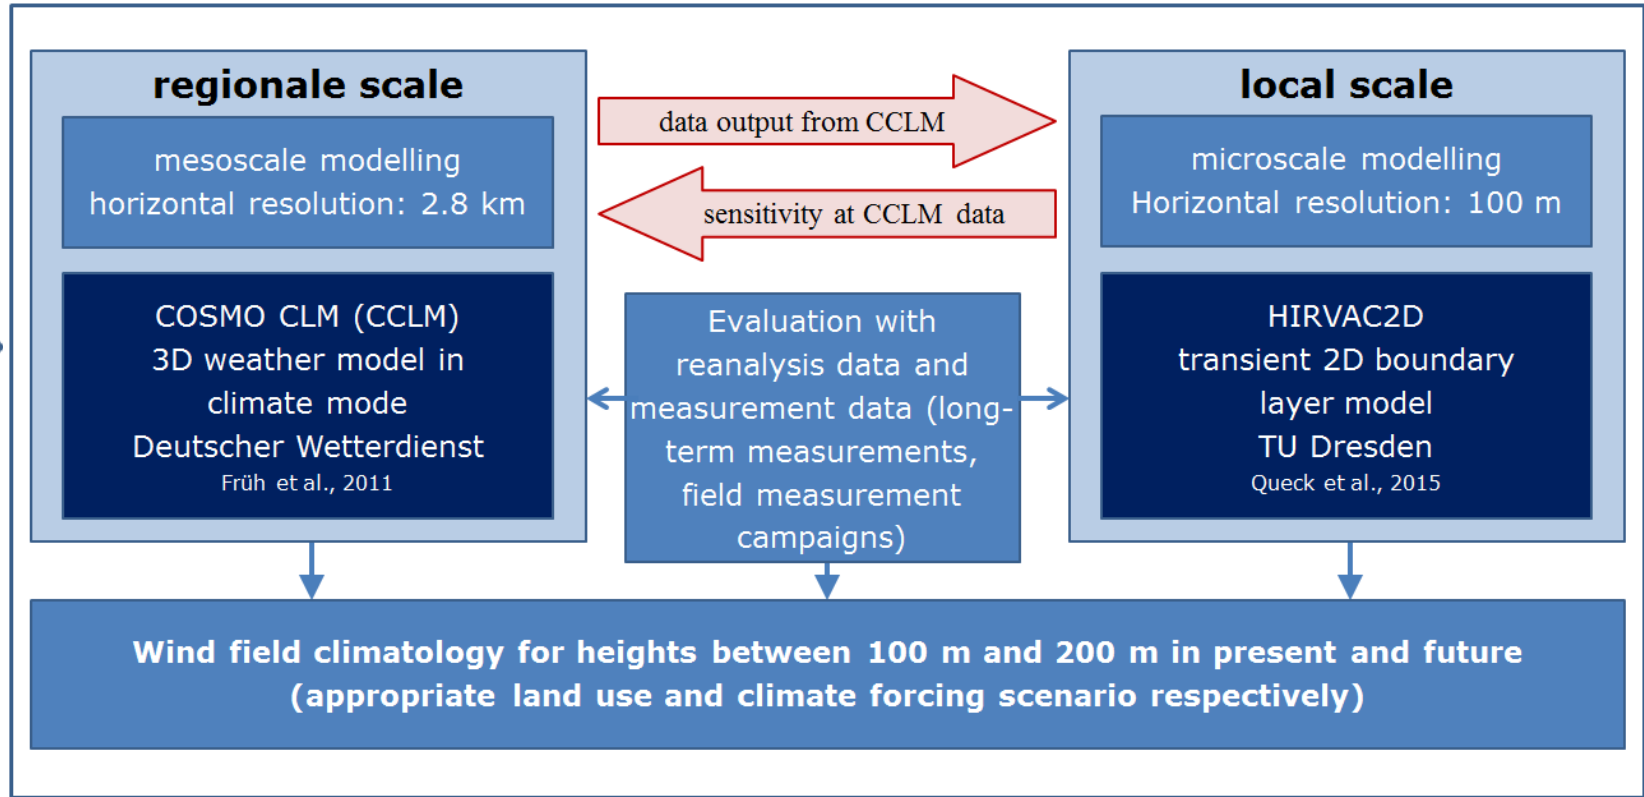 regionale scale
mesoscale modelling
horizontal resolution: 2.8 km
COSMO CLM (CCLM)
3D weather model in
climate mode
Deutscher Wetterdienst
Früh et al., 2011
data output from CCLM
sensitivity at CCLM data
Evaluation with
reanalysis data and
measurement data (long-
term measurements,
field measurement
campaigns)
local scale
microscale modelling
Horizontal resolution: 100 m
HIRVAC2D
transient 2D boundary
layer model
TU Dresden
Queck et al., 2015
Wind field climatology for heights between 100 m and 200 m in present and future
(appropriate land use and climate forcing scenario respectively)